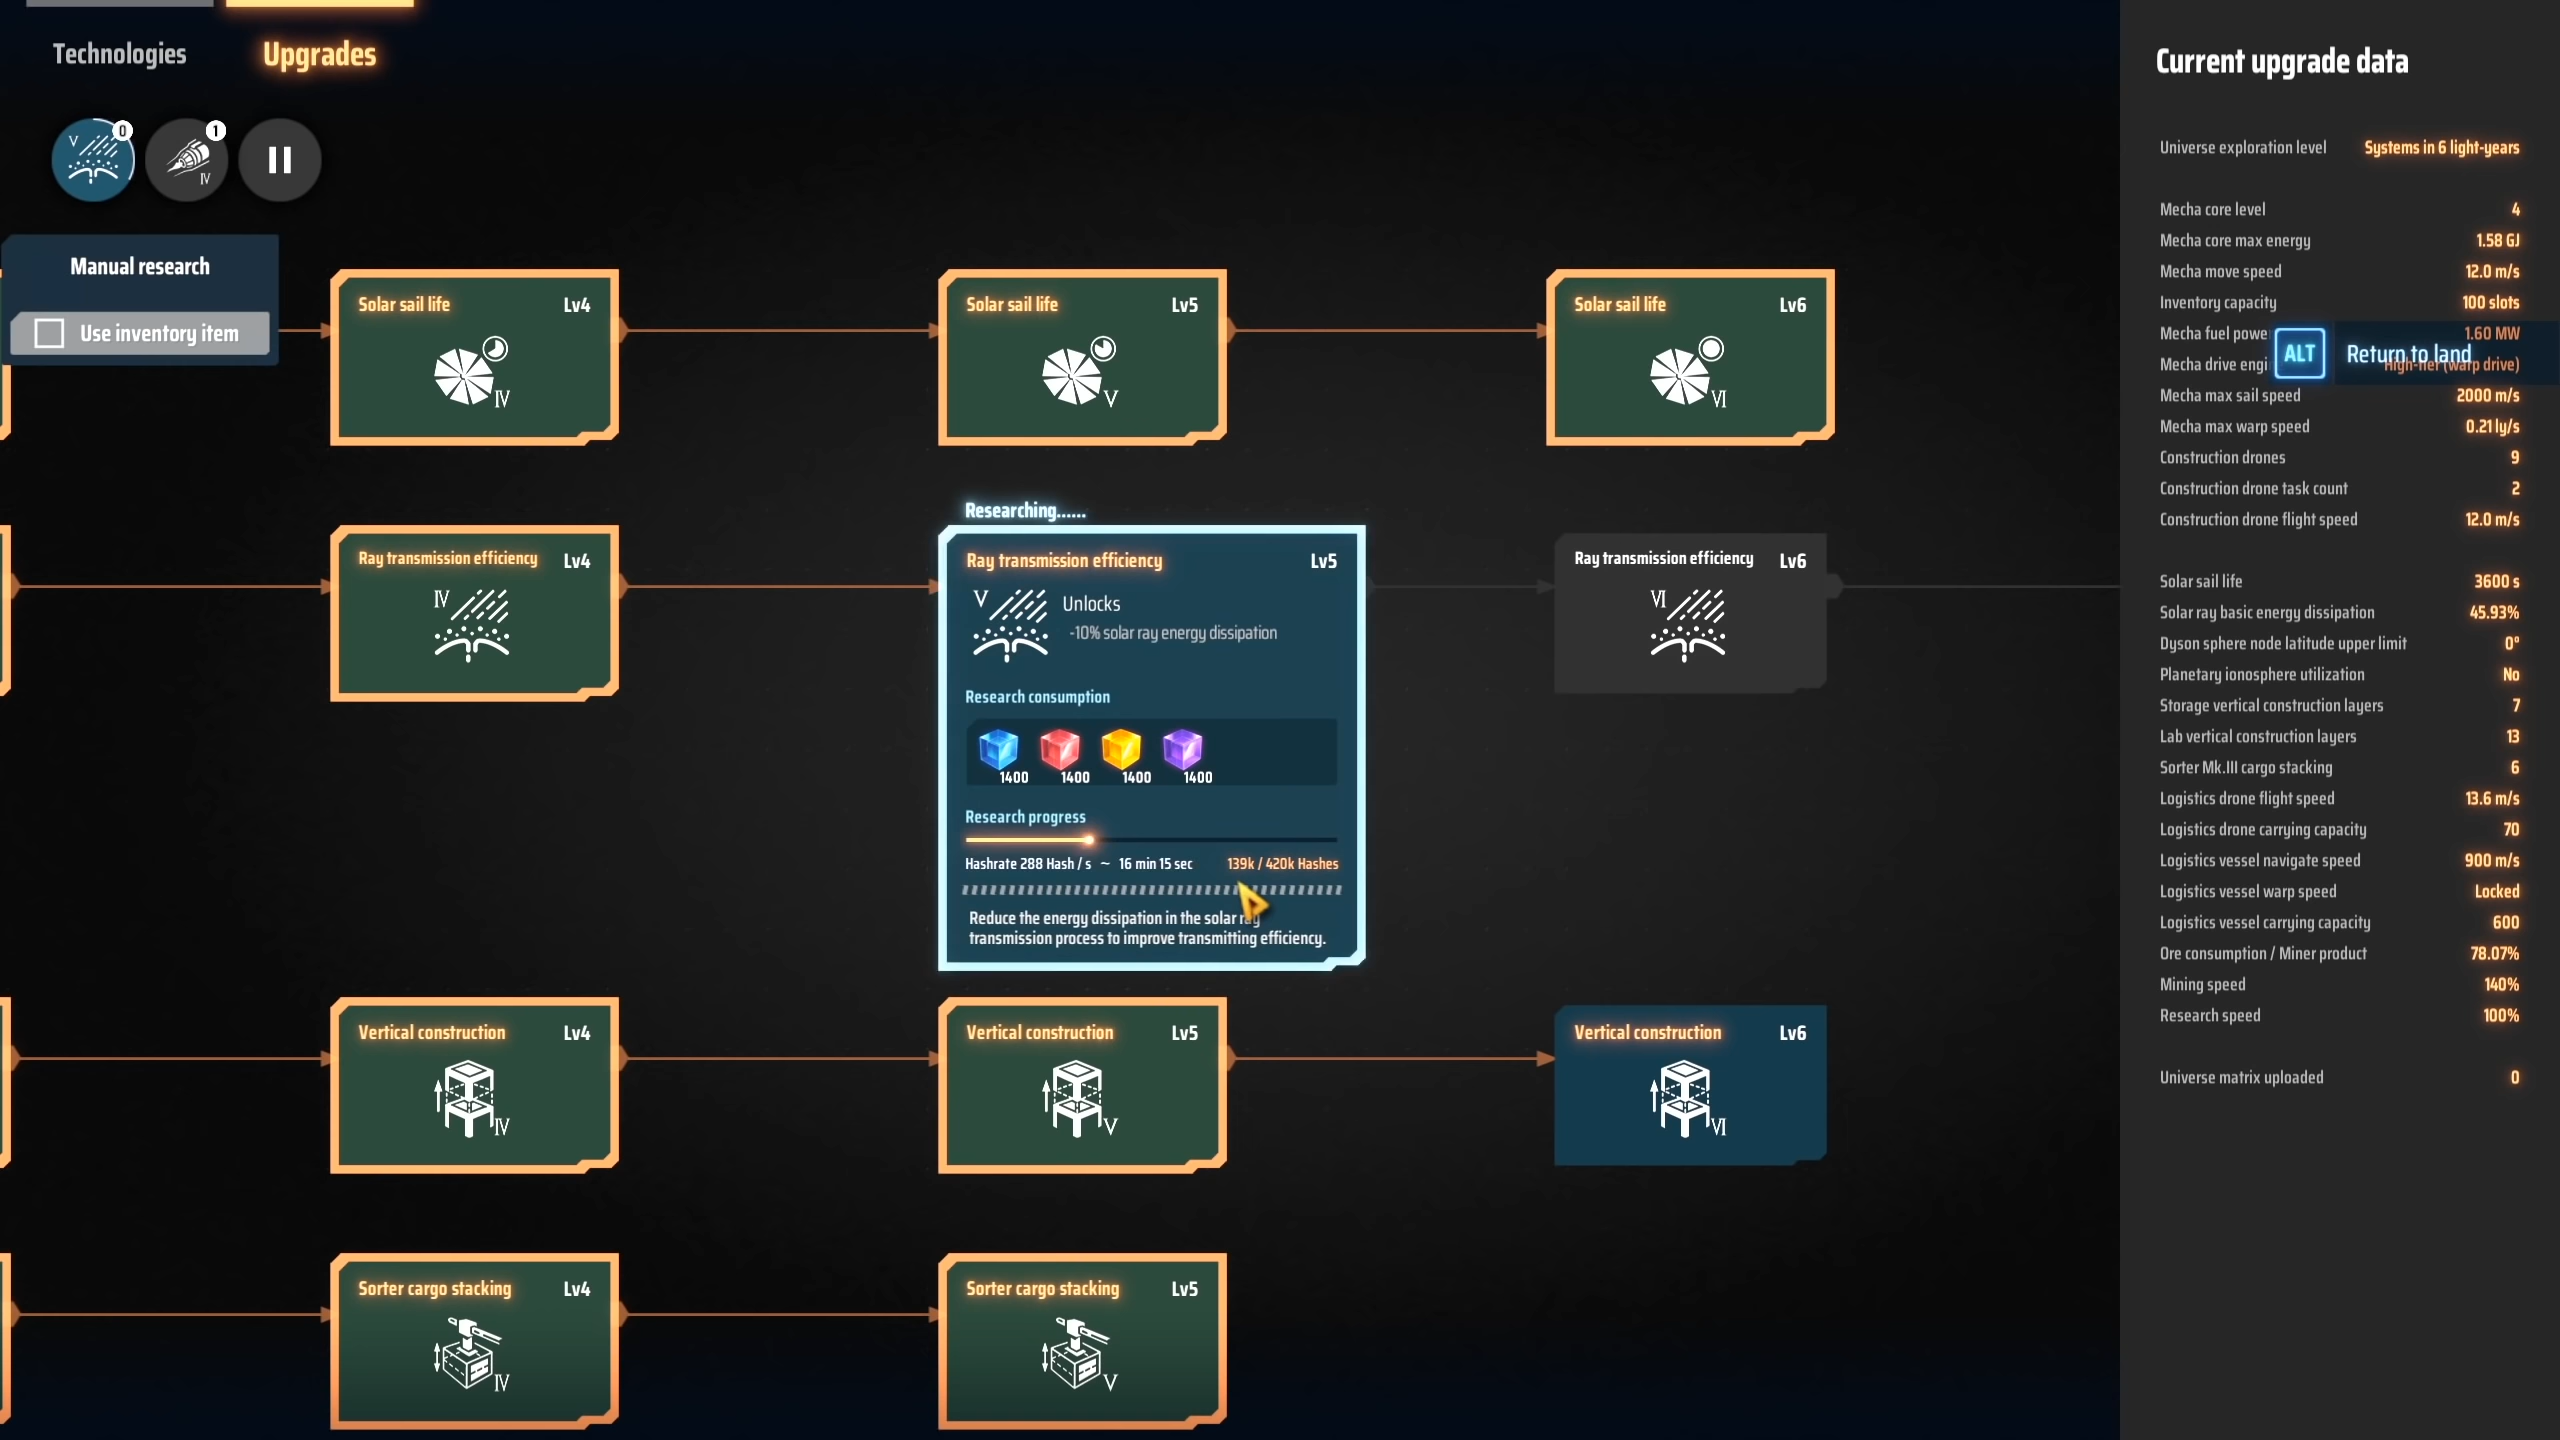 Technologies
Upgrades
V
0
IV
1
Manual research
Use inventory item
Solar sail life
Lv4
IV
Solar sail life
Lv5
V
Solar sail life
Lv6
VI
Ray transmission efficiency
Lv4
IV
Researching......
Ray transmission efficiency
Lv5
V
Unlocks
-10% solar ray energy dissipation
Research consumption
1400
1400
1400
1400
Research progress
Hashrate 288 Hash / s ~ 16 min 15 sec
139k / 420k Hashes
Reduce the energy dissipation in the solar ray
transmission process to improve transmitting efficiency.
Ray transmission efficiency
Lv6
VI
Vertical construction
Lv4
IV
Vertical construction
Lv5
V
Vertical construction
Lv6
VI
Sorter cargo stacking
Lv4
IV
Sorter cargo stacking
Lv5
V
Current upgrade data
Universe exploration level
Systems in 6 light-years
Mecha core level
4
Mecha core max energy
1.58 GJ
Mecha move speed
12.0 m/s
Inventory capacity
100 slots
Mecha fuel powe
1.60 MW
ALT
Return to land
Mecha drive engi
High-tier (warp drive)
Mecha max sail speed
2000 m/s
Mecha max warp speed
0.21 ly/s
Construction drones
9
Construction drone task count
2
Construction drone flight speed
12.0 m/s
Solar sail life
3600 s
Solar ray basic energy dissipation
45.93%
Dyson sphere node latitude upper limit
0°
Planetary ionosphere utilization
No
Storage vertical construction layers
7
Lab vertical construction layers
13
Sorter Mk.III cargo stacking
6
Logistics drone flight speed
13.6 m/s
Logistics drone carrying capacity
70
Logistics vessel navigate speed
900 m/s
Logistics vessel warp speed
Locked
Logistics vessel carrying capacity
600
Ore consumption / Miner product
78.07%
Mining speed
140%
Research speed
100%
Universe matrix uploaded
0